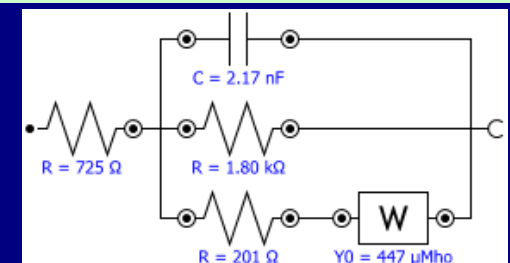 C = 2.17 nF
R = 725 Ω
R = 1.80 kΩ
R = 201 Ω
W
Y0 = 447 µMho